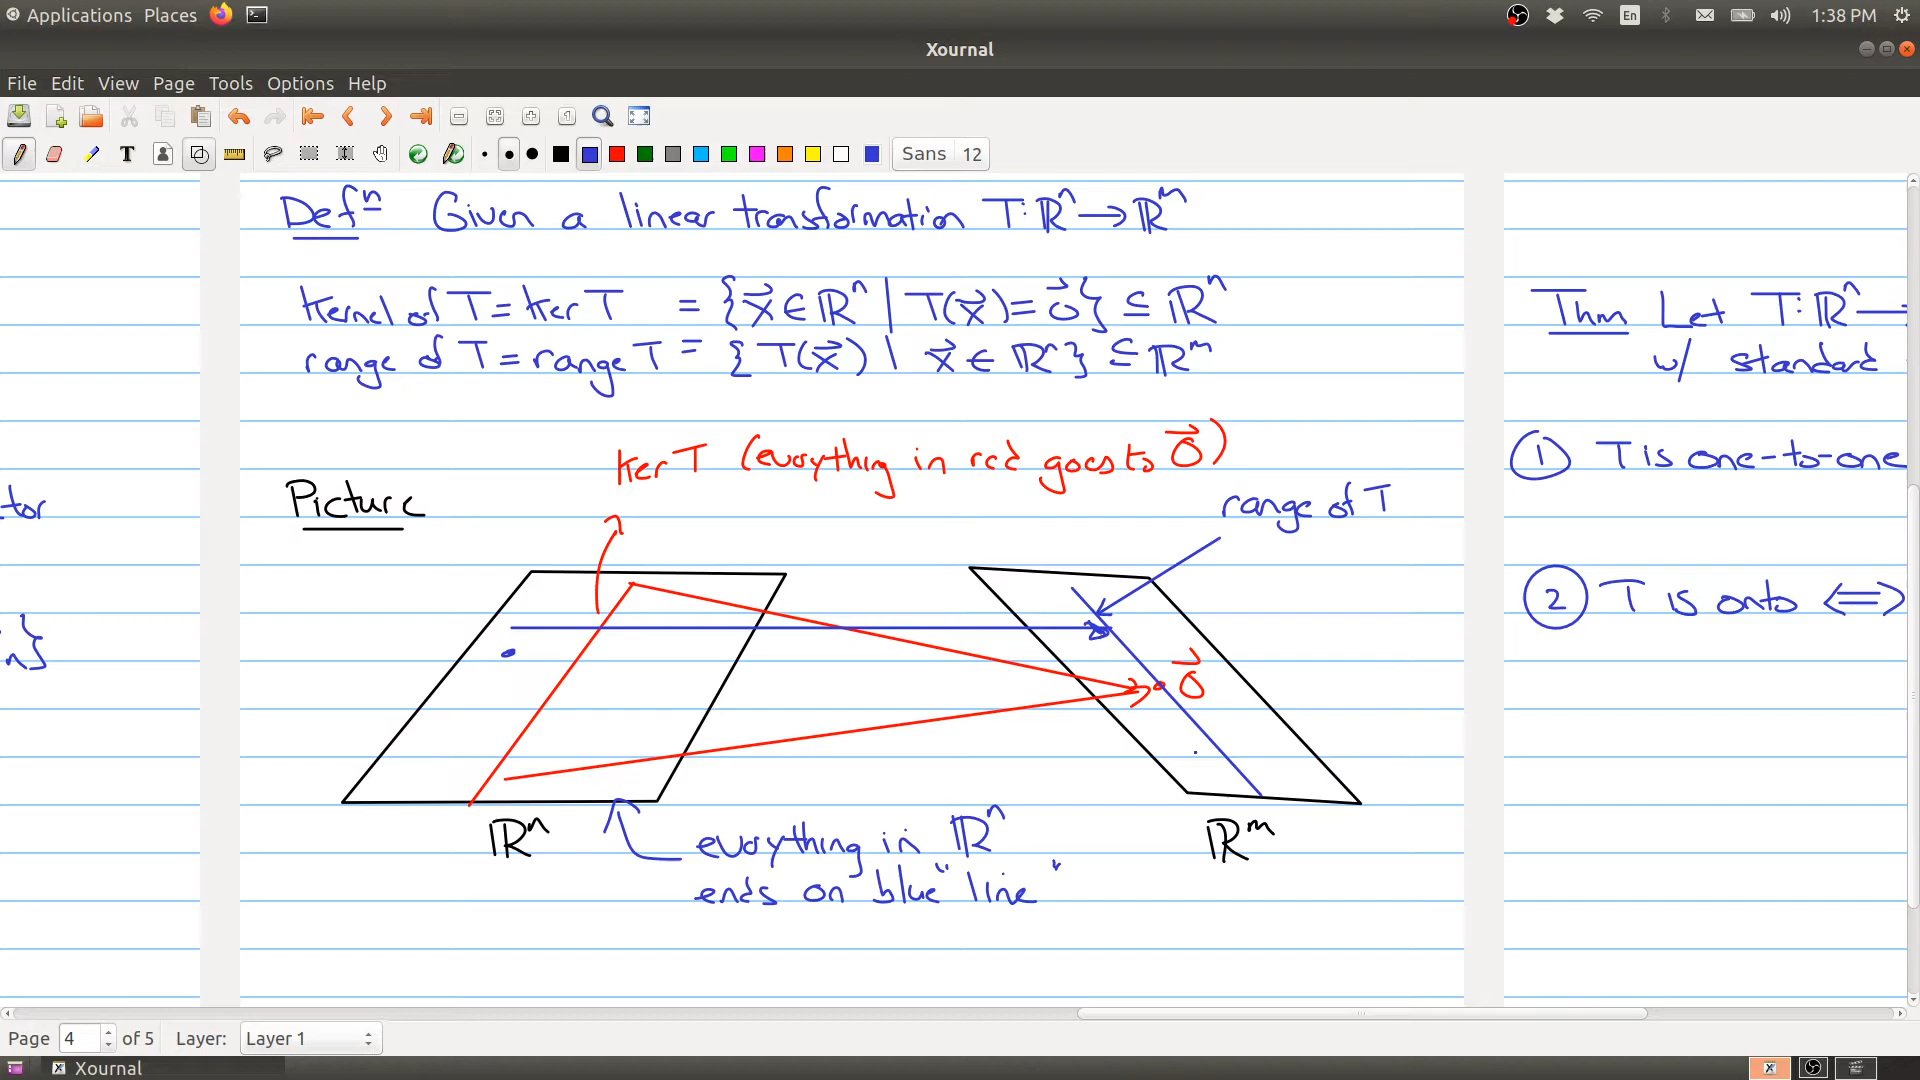 Applications Places En 1:38 PM
Xournal
File Edit View Page Tools Options Help
T Sans 12
Defⁿ Given a linear transformation T: ℝⁿ → ℝᵐ
Kernel of T = Ker T = {x⃗ ∈ ℝⁿ | T(x⃗) = 0⃗} ⊆ ℝⁿ
range of T = range T = {T(x⃗) | x⃗ ∈ ℝⁿ} ⊆ ℝᵐ
Ker T (everything in red goes to 0⃗)
Picture
range of T
0⃗
ℝⁿ
ℝᵐ
everything in ℝⁿ
ends on blue "line"
tor
n}
Thm Let T: ℝⁿ
w/ standard
① T is one-to-one
② T is onto ⟺
Page 4 of 5 Layer: Layer 1
Xournal